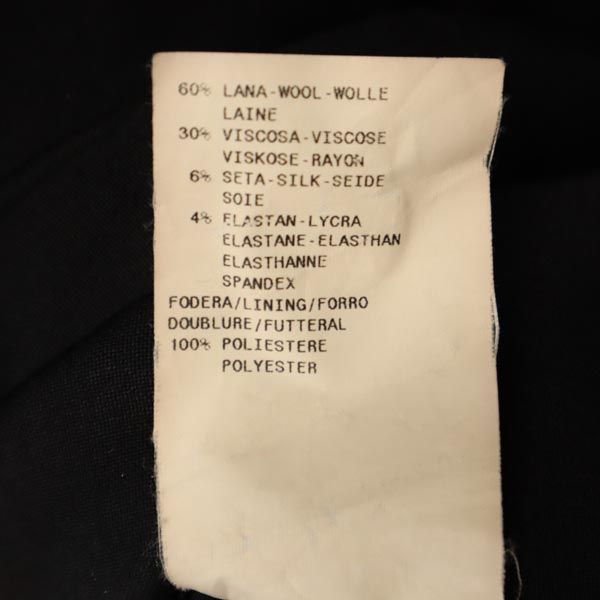 60% LANA-WOOL-WOLLE
LAINE
30% VISCOSA-VISCOSE
VISKOSE-RAYON
6% SETA-SILK-SEIDE
SOIE
4% ELASTAN-LYCRA
ELASTANE-ELASTHAN
ELASTHANNE
SPANDEX
FODERA/LINING/FORRO
DOUBLURE/FUTTERAL
100% POLIESTERE
POLYESTER